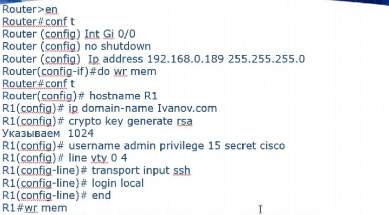 Router>en
Router#conf t
Router (config) Int Gi 0/0
Router (config) no shutdown
Router (config)  Ip address 192.168.0.189 255.255.255.0
Router(config-if)#do wr mem
Router#conf t
Router(config)# hostname R1
R1(config)# ip domain-name Ivanov.com
R1(config)# crypto key generate rsa
Указываем  1024
R1(config)# username admin privilege 15 secret cisco
R1(config)# line vty 0 4
R1(config-line)# transport input ssh
R1(config-line)# login local
R1(config-line)# end
R1#wr mem